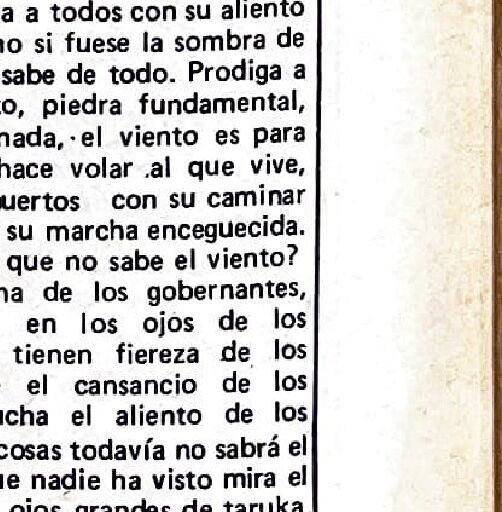 a a todos con su aliento
no si fuese la sombra de
sabe de todo. Prodiga a
o, piedra fundamental,
nada, el viento es para
hace volar al que vive,
uertos con su caminar
su marcha enceguecida.
que no sabe el viento?
na de los gobernantes,
en los ojos de los
tienen fiereza de los
el cansancio de los
ucha el aliento de los
cosas todavía no sabrá el
ue nadie ha visto mira el
ojos grandes de taruka